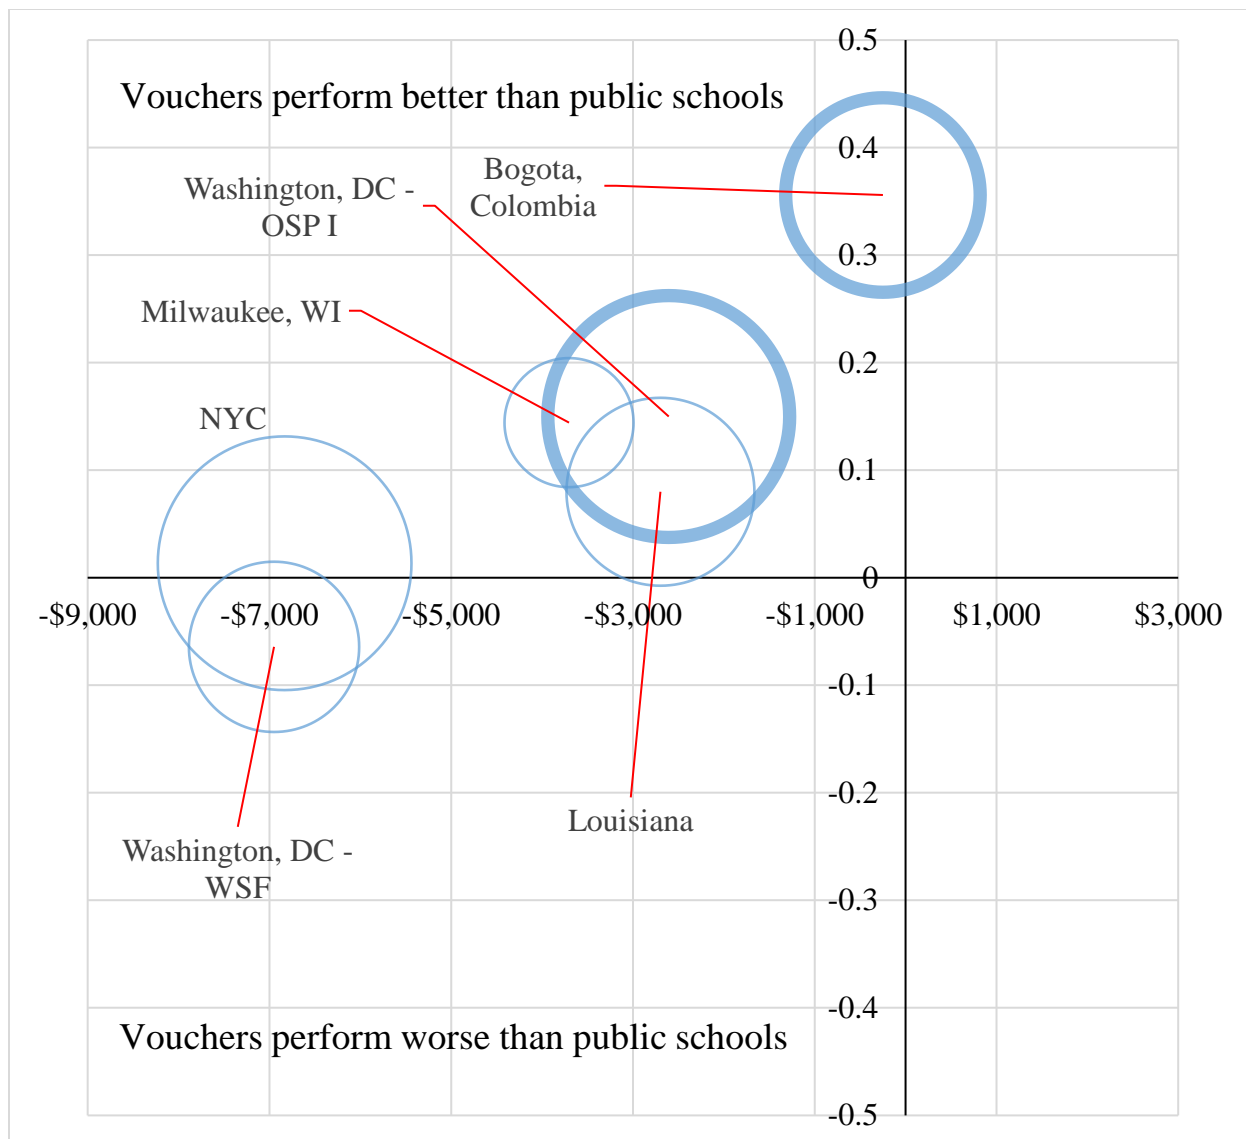 0.5
Vouchers perform better than public schools
0.4
Bogota,
Colombia
Washington, DC -
OSP I
0.3
Milwaukee, WI
0.2
NYC
0.1
0
-$9,000 -$7,000 -$5,000 -$3,000 -$1,000 $1,000 $3,000
-0.1
-0.2
Louisiana
Washington, DC -
WSF
-0.3
-0.4
Vouchers perform worse than public schools
-0.5